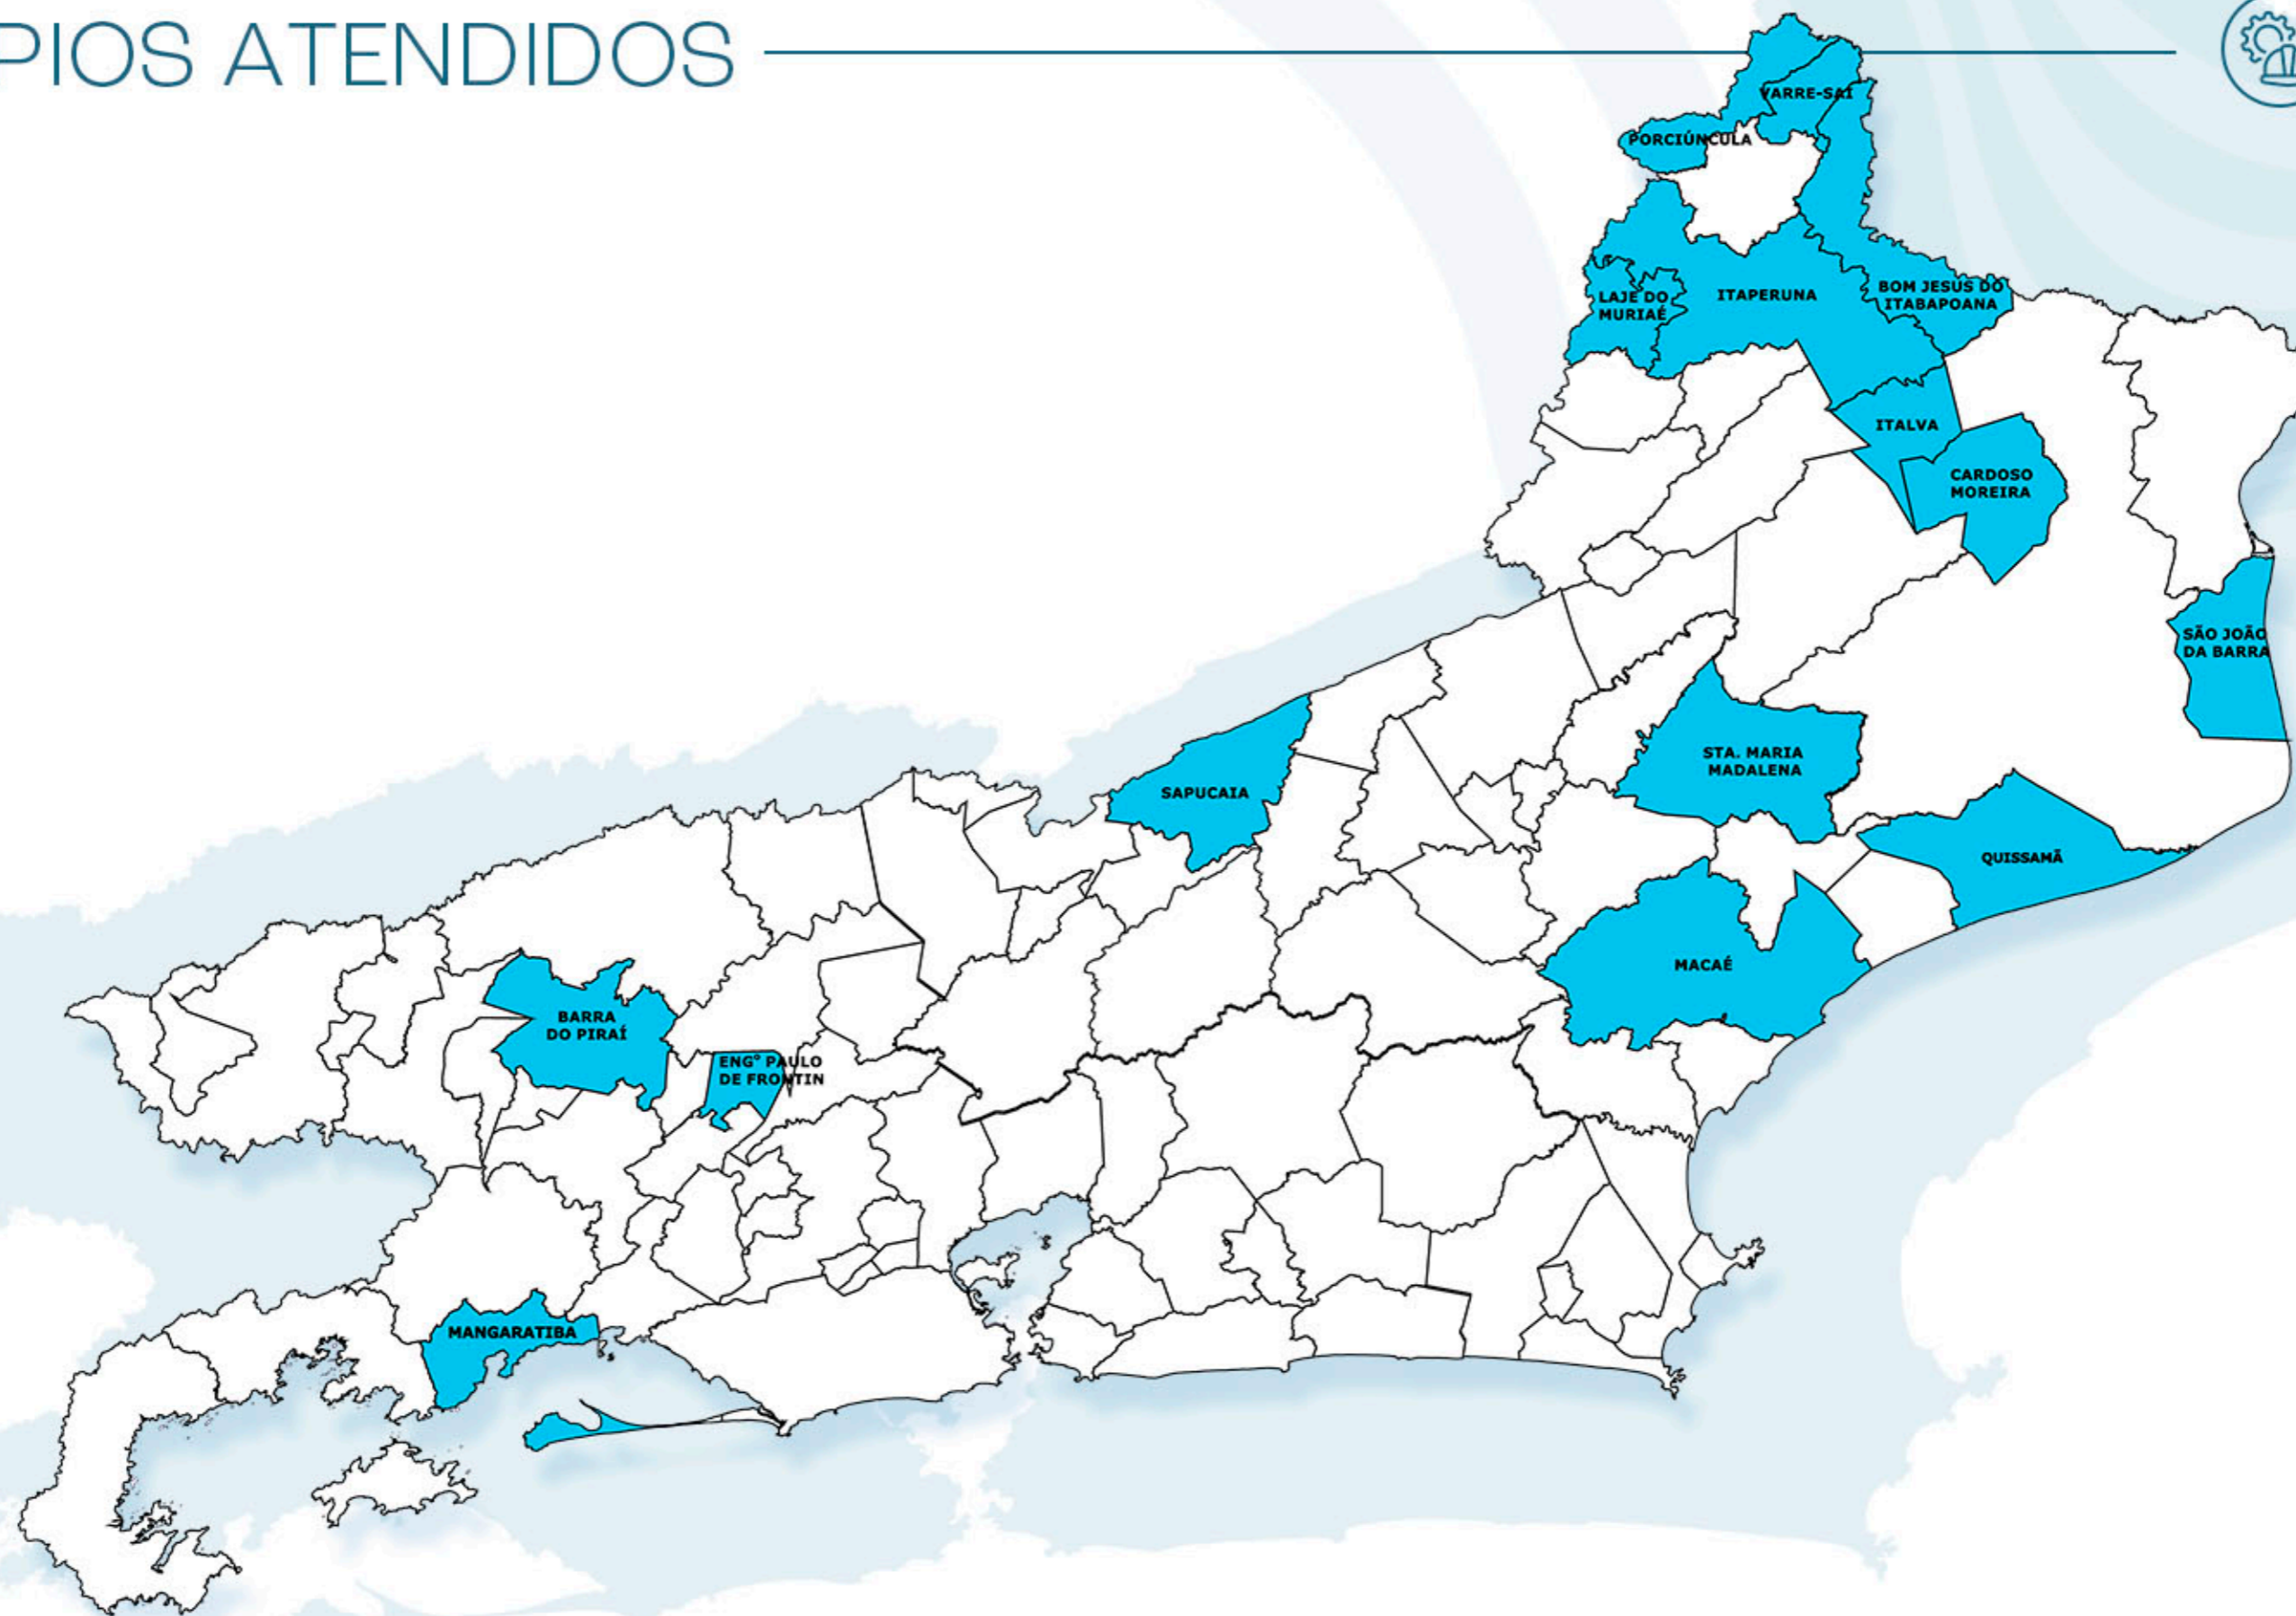 PIOS ATENDIDOS
VARRE-SAI
PORCIÚNCULA
LAJE DO
MURIAÉ
ITAPERUNA
BOM JESUS DO
ITABAPOANA
ITALVA
CARDOSO
MOREIRA
SÃO JOÃO
DA BARRA
STA. MARIA
MADALENA
SAPUCAIA
QUISSAMÃ
MACAÉ
BARRA
DO PIRAÍ
ENGº PAULO
DE FRONTIN
MANGARATIBA